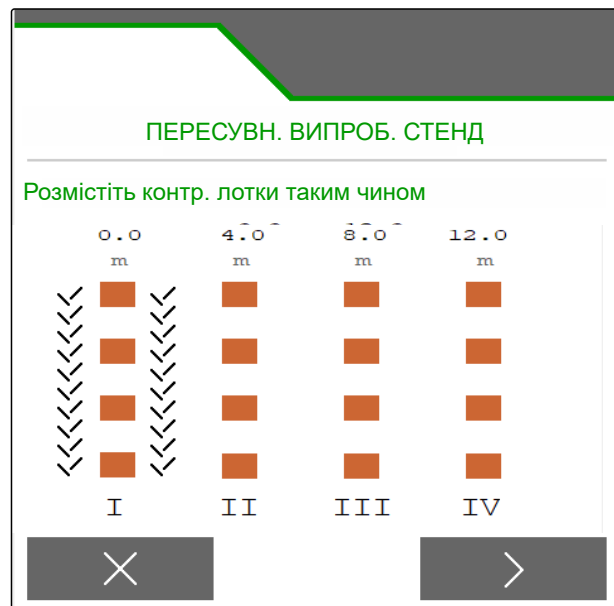 ПЕРЕСУВН. ВИПРОБ. СТЕНД
Розмістіть контр. лотки таким чином
0.0 4.0 8.0 12.0
m m m m
I II III IV